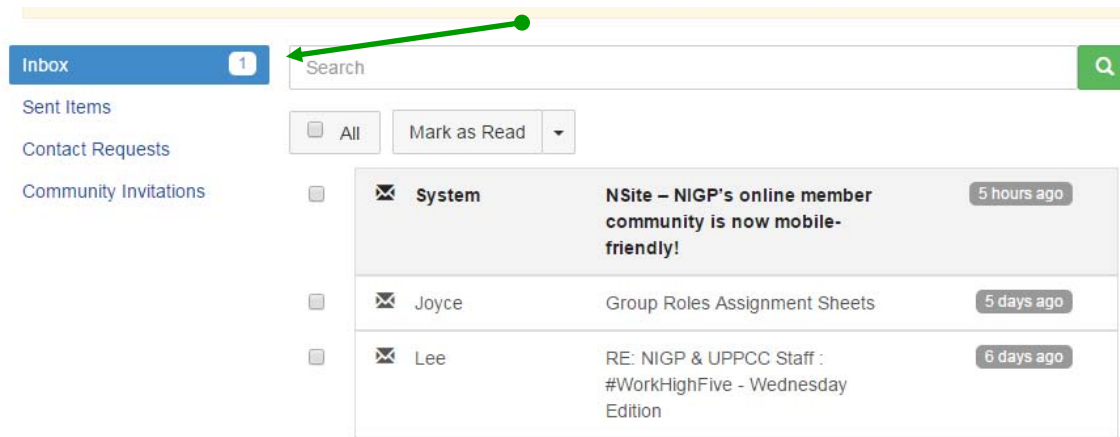 Inbox 1
Search
Sent Items
Contact Requests
Community Invitations
All Mark as Read
System NSite – NIGP's online member 5 hours ago
community is now mobile-
friendly!
Joyce Group Roles Assignment Sheets 5 days ago
Lee RE: NIGP & UPPCC Staff : 6 days ago
#WorkHighFive - Wednesday
Edition